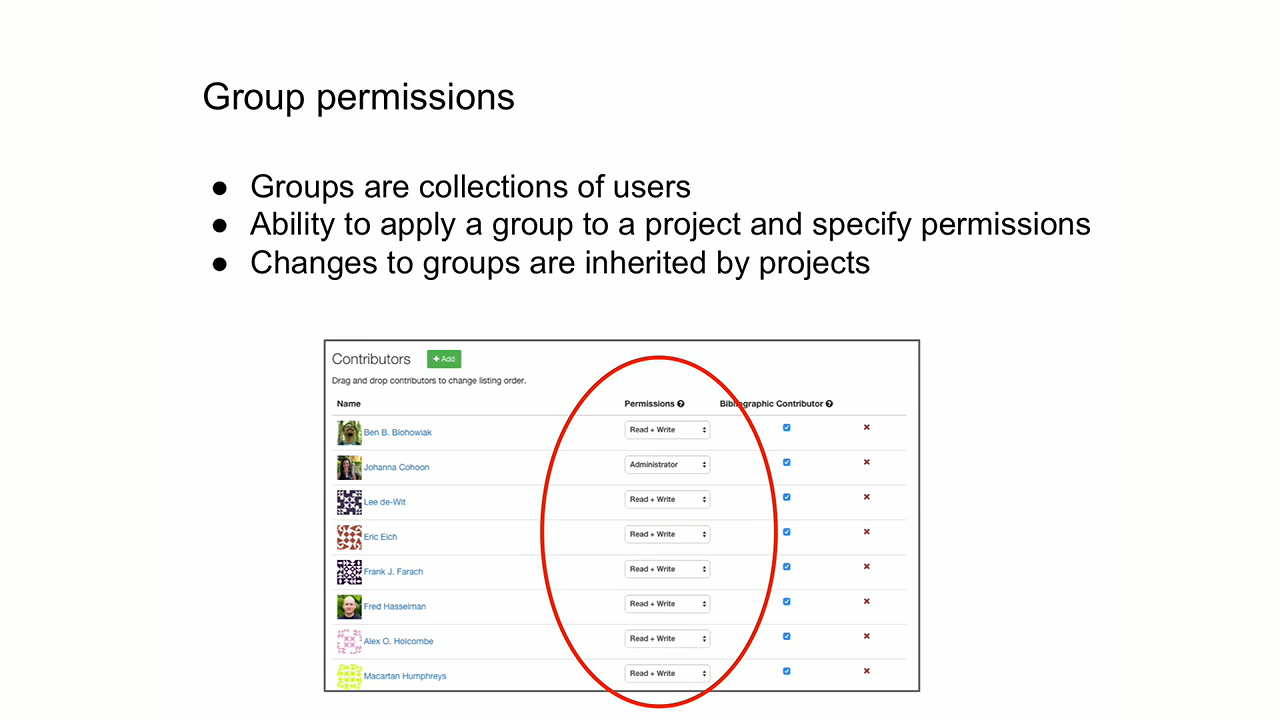 Group permissions
● Groups are collections of users
● Ability to apply a group to a project and specify permissions
● Changes to groups are inherited by projects
Contributors + Add
Drag and drop contributors to change listing order.
Name Permissions Bibliographic Contributor
Ben B. Blohowiak Read + Write
Johanna Cohoon Administrator
Lee de-Wit Read + Write
Eric Eich Read + Write
Frank J. Farach Read + Write
Fred Hasselman Read + Write
Alex O. Holcombe Read + Write
Macartan Humphreys Read + Write